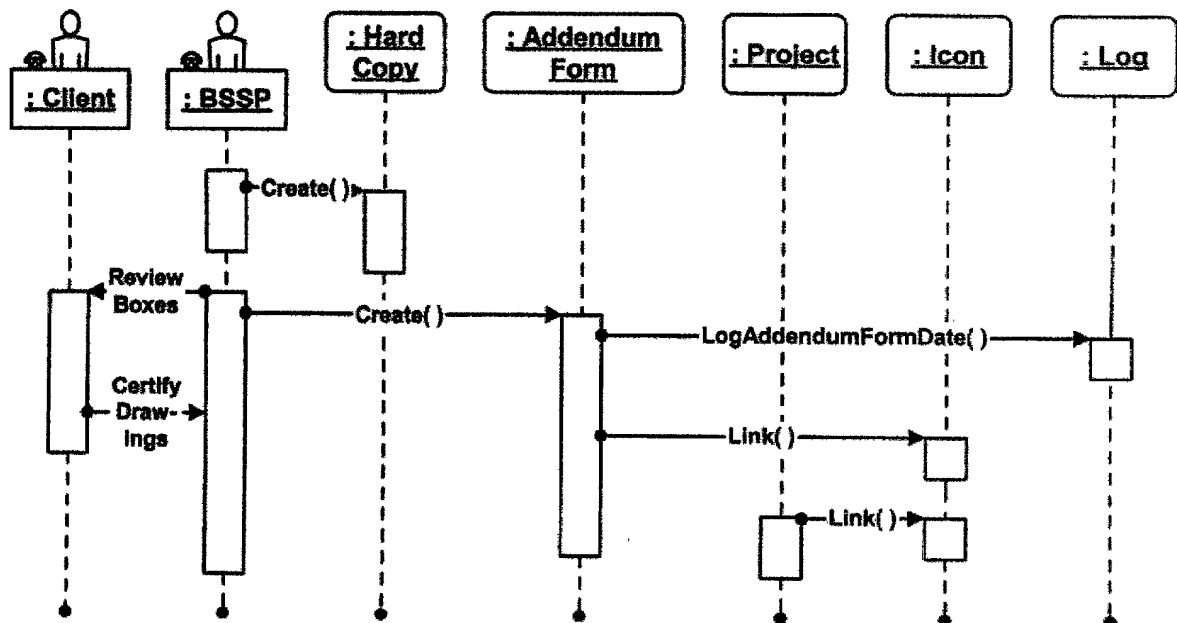 : Client
: BSSP
: Hard
Copy
: Addendum
Form
: Project
: Icon
: Log
Create( )
Review
Boxes
Create( )
LogAddendumFormDate( )
Certify
Draw-
ings
Link( )
Link( )